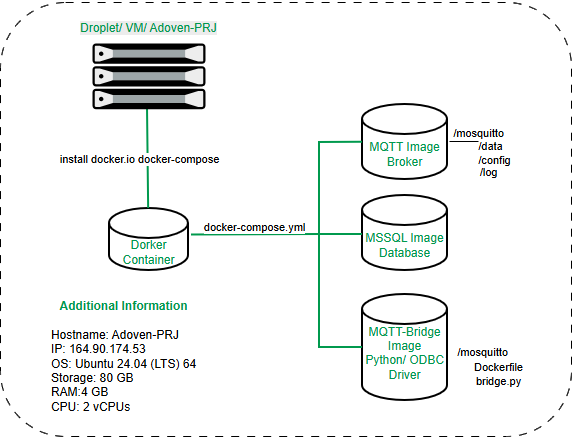 Droplet/ VM/ Adoven-PRJ
install docker.io docker-compose
Dorker
Container
docker-compose.yml
MQTT Image
Broker
/mosquitto
/data
/config
/log
MSSQL Image
Database
MQTT-Bridge
Image
Python/ ODBC
Driver
/mosquitto
Dockerfile
bridge.py
Additional Information
Hostname: Adoven-PRJ
IP: 164.90.174.53
OS: Ubuntu 24.04 (LTS) 64
Storage: 80 GB
RAM:4 GB
CPU: 2 vCPUs